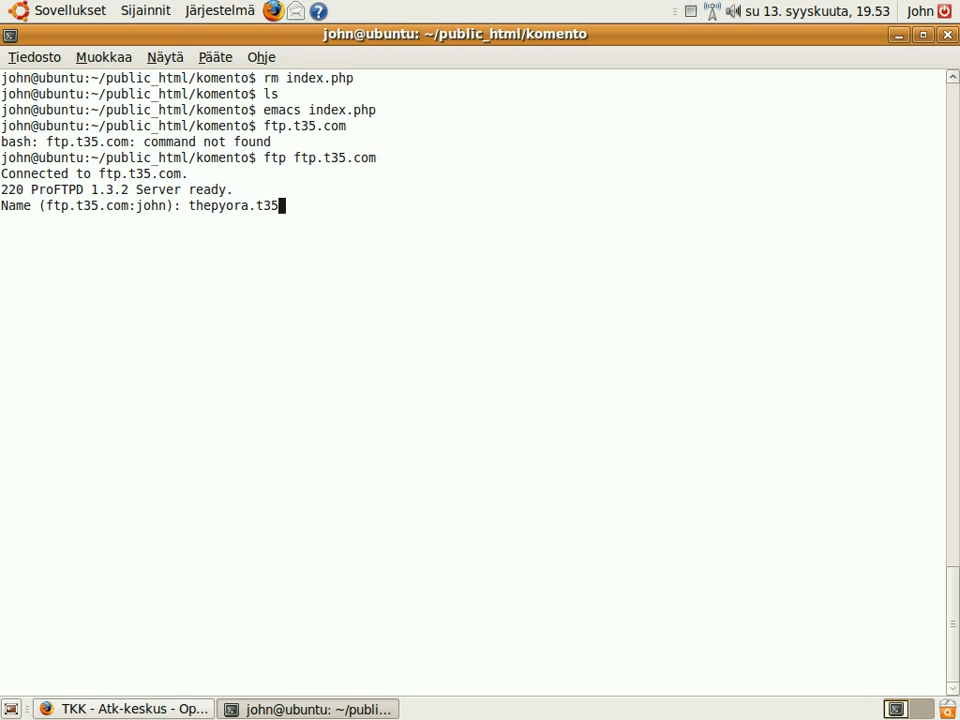 Sovellukset Sijainnit Järjestelmä su 13. syyskuuta, 19.53 John
john@ubuntu: ~/public_html/komento
Tiedosto Muokkaa Näytä Pääte Ohje
john@ubuntu:~/public_html/komento$ rm index.php
john@ubuntu:~/public_html/komento$ ls
john@ubuntu:~/public_html/komento$ emacs index.php
john@ubuntu:~/public_html/komento$ ftp.t35.com
bash: ftp.t35.com: command not found
john@ubuntu:~/public_html/komento$ ftp ftp.t35.com
Connected to ftp.t35.com.
220 ProFTPD 1.3.2 Server ready.
Name (ftp.t35.com:john): thepyora.t35
TKK - Atk-keskus - Op... john@ubuntu: ~/publi...